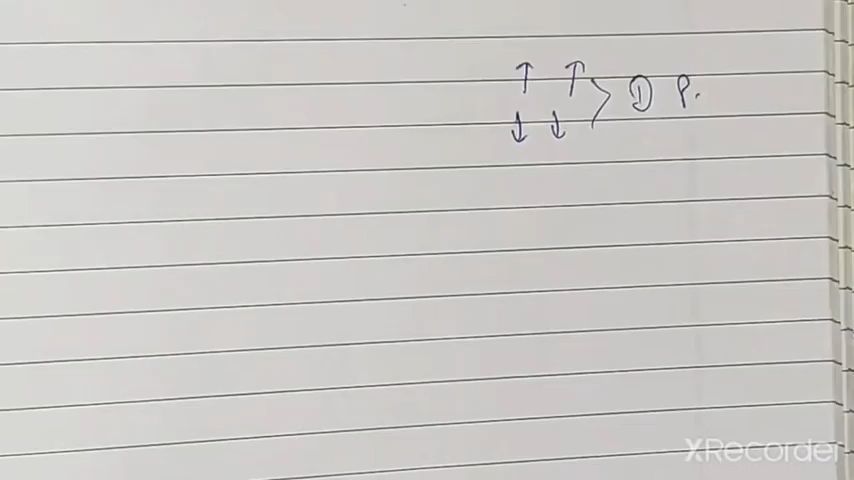 ↑ ↑ > D P.
↓ ↓
XRecorder